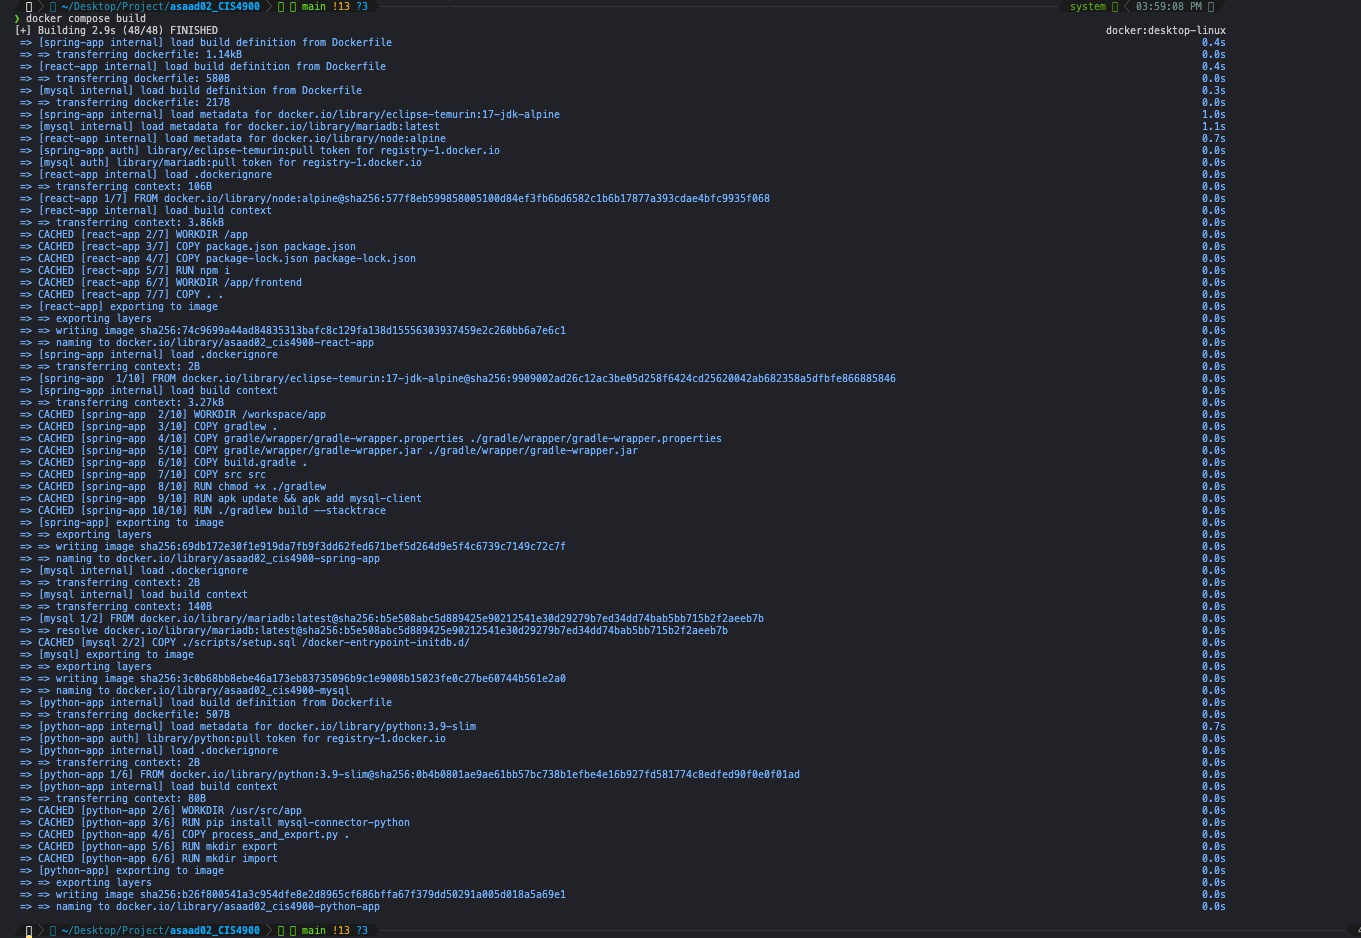 ~/Desktop/Project/asaad02_CIS4900 main !13 ?3 system 03:59:08 PM
❯ docker compose build
[+] Building 2.9s (48/48) FINISHED docker:desktop-linux
=> [spring-app internal] load build definition from Dockerfile 0.4s
=> => transferring dockerfile: 1.14kB 0.0s
=> [react-app internal] load build definition from Dockerfile 0.4s
=> => transferring dockerfile: 580B 0.0s
=> [mysql internal] load build definition from Dockerfile 0.3s
=> => transferring dockerfile: 217B 0.0s
=> [spring-app internal] load metadata for docker.io/library/eclipse-temurin:17-jdk-alpine 1.0s
=> [mysql internal] load metadata for docker.io/library/mariadb:latest 1.1s
=> [react-app internal] load metadata for docker.io/library/node:alpine 0.7s
=> [spring-app auth] library/eclipse-temurin:pull token for registry-1.docker.io 0.0s
=> [mysql auth] library/mariadb:pull token for registry-1.docker.io 0.0s
=> [react-app internal] load .dockerignore 0.0s
=> => transferring context: 106B 0.0s
=> [react-app 1/7] FROM docker.io/library/node:alpine@sha256:577f8eb599858005100d84ef3fb6bd6582c1b6b17877a393cdae4bfc9935f068 0.0s
=> [react-app internal] load build context 0.0s
=> => transferring context: 3.86kB 0.0s
=> CACHED [react-app 2/7] WORKDIR /app 0.0s
=> CACHED [react-app 3/7] COPY package.json package.json 0.0s
=> CACHED [react-app 4/7] COPY package-lock.json package-lock.json 0.0s
=> CACHED [react-app 5/7] RUN npm i 0.0s
=> CACHED [react-app 6/7] WORKDIR /app/frontend 0.0s
=> CACHED [react-app 7/7] COPY . . 0.0s
=> [react-app] exporting to image 0.0s
=> => exporting layers 0.0s
=> => writing image sha256:74c9699a44ad84835313bafc8c129fa138d15556303937459e2c260bb6a7e6c1 0.0s
=> => naming to docker.io/library/asaad02_cis4900-react-app 0.0s
=> [spring-app internal] load .dockerignore 0.0s
=> => transferring context: 2B 0.0s
=> [spring-app  1/10] FROM docker.io/library/eclipse-temurin:17-jdk-alpine@sha256:9909002ad26c12ac3be05d258f6424cd25620042ab682358a5dfbfe866885846 0.0s
=> [spring-app internal] load build context 0.0s
=> => transferring context: 3.27kB 0.0s
=> CACHED [spring-app  2/10] WORKDIR /workspace/app 0.0s
=> CACHED [spring-app  3/10] COPY gradlew . 0.0s
=> CACHED [spring-app  4/10] COPY gradle/wrapper/gradle-wrapper.properties ./gradle/wrapper/gradle-wrapper.properties 0.0s
=> CACHED [spring-app  5/10] COPY gradle/wrapper/gradle-wrapper.jar ./gradle/wrapper/gradle-wrapper.jar 0.0s
=> CACHED [spring-app  6/10] COPY build.gradle . 0.0s
=> CACHED [spring-app  7/10] COPY src src 0.0s
=> CACHED [spring-app  8/10] RUN chmod +x ./gradlew 0.0s
=> CACHED [spring-app  9/10] RUN apk update && apk add mysql-client 0.0s
=> CACHED [spring-app 10/10] RUN ./gradlew build --stacktrace 0.0s
=> [spring-app] exporting to image 0.0s
=> => exporting layers 0.0s
=> => writing image sha256:69db172e30f1e919da7fb9f3dd62fed671bef5d264d9e5f4c6739c7149c72c7f 0.0s
=> => naming to docker.io/library/asaad02_cis4900-spring-app 0.0s
=> [mysql internal] load .dockerignore 0.0s
=> => transferring context: 2B 0.0s
=> [mysql internal] load build context 0.0s
=> => transferring context: 140B 0.0s
=> [mysql 1/2] FROM docker.io/library/mariadb:latest@sha256:b5e508abc5d889425e90212541e30d29279b7ed34dd74bab5bb715b2f2aeeb7b 0.0s
=> => resolve docker.io/library/mariadb:latest@sha256:b5e508abc5d889425e90212541e30d29279b7ed34dd74bab5bb715b2f2aeeb7b 0.0s
=> CACHED [mysql 2/2] COPY ./scripts/setup.sql /docker-entrypoint-initdb.d/ 0.0s
=> [mysql] exporting to image 0.0s
=> => exporting layers 0.0s
=> => writing image sha256:3c0b68bb8ebe46a173eb83735096b9c1e9008b15023fe0c27be60744b561e2a0 0.0s
=> => naming to docker.io/library/asaad02_cis4900-mysql 0.0s
=> [python-app internal] load build definition from Dockerfile 0.0s
=> => transferring dockerfile: 507B 0.0s
=> [python-app internal] load metadata for docker.io/library/python:3.9-slim 0.7s
=> [python-app auth] library/python:pull token for registry-1.docker.io 0.0s
=> [python-app internal] load .dockerignore 0.0s
=> => transferring context: 2B 0.0s
=> [python-app 1/6] FROM docker.io/library/python:3.9-slim@sha256:0b4b0801ae9ae61bb57bc738b1efbe4e16b927fd581774c8edfed90f0e0f01ad 0.0s
=> [python-app internal] load build context 0.0s
=> => transferring context: 80B 0.0s
=> CACHED [python-app 2/6] WORKDIR /usr/src/app 0.0s
=> CACHED [python-app 3/6] RUN pip install mysql-connector-python 0.0s
=> CACHED [python-app 4/6] COPY process_and_export.py . 0.0s
=> CACHED [python-app 5/6] RUN mkdir export 0.0s
=> CACHED [python-app 6/6] RUN mkdir import 0.0s
=> [python-app] exporting to image 0.0s
=> => exporting layers 0.0s
=> => writing image sha256:b26f800541a3c954dfe8e2d8965cf686bffa67f379dd50291a005d018a5a69e1 0.0s
=> => naming to docker.io/library/asaad02_cis4900-python-app 0.0s
~/Desktop/Project/asaad02_CIS4900 main !13 ?3